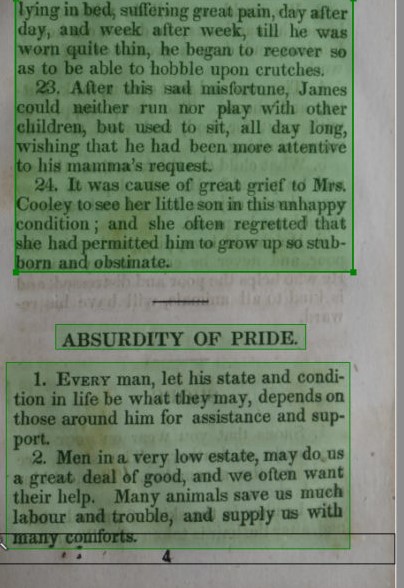 lying in bed, suffering great pain, day after
day, and week after week, till he was
worn quite thin, he began to recover so
as to be able to hobble upon crutches.
23. After this sad misfortune, James
could neither run nor play with other
children, but used to sit, all day long,
wishing that he had been more attentive
to his mamma's request.
24. It was cause of great grief to Mrs.
Cooley to see her little son in this unhappy
condition; and she often regretted that
she had permitted him to grow up so stub-
born and obstinate.
ABSURDITY OF PRIDE.
1. EVERY man, let his state and condi-
tion in life be what they may, depends on
those around him for assistance and sup-
port.
2. Men in a very low estate, may do us
a great deal of good, and we often want
their help. Many animals save us much
labour and trouble, and supply us with
many comforts.
4